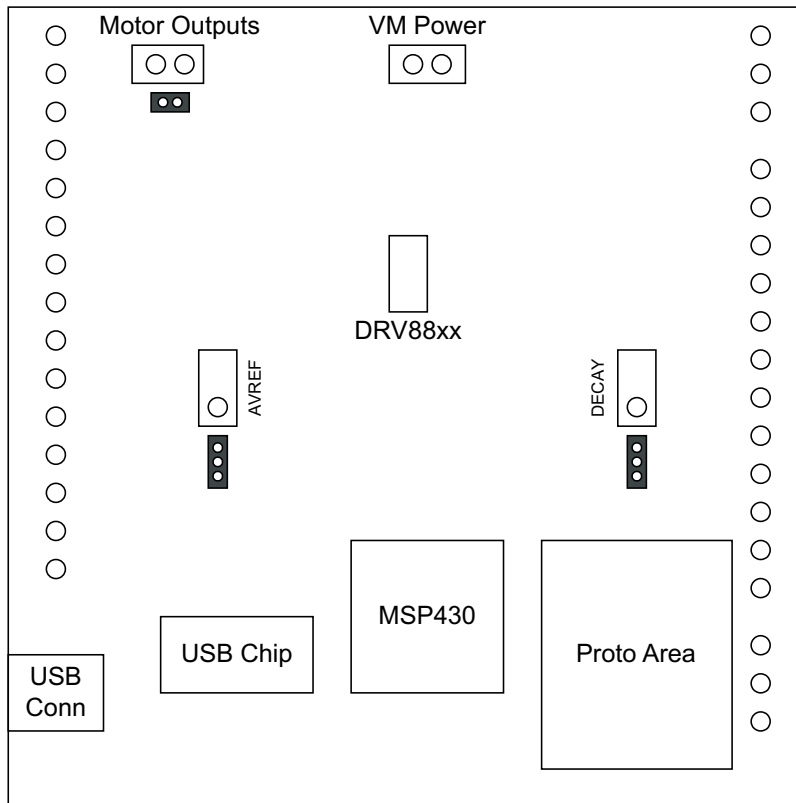 Motor Outputs
VM Power
DRV88xx
AVREF
DECAY
MSP430
USB Chip
Proto Area
USB
Conn